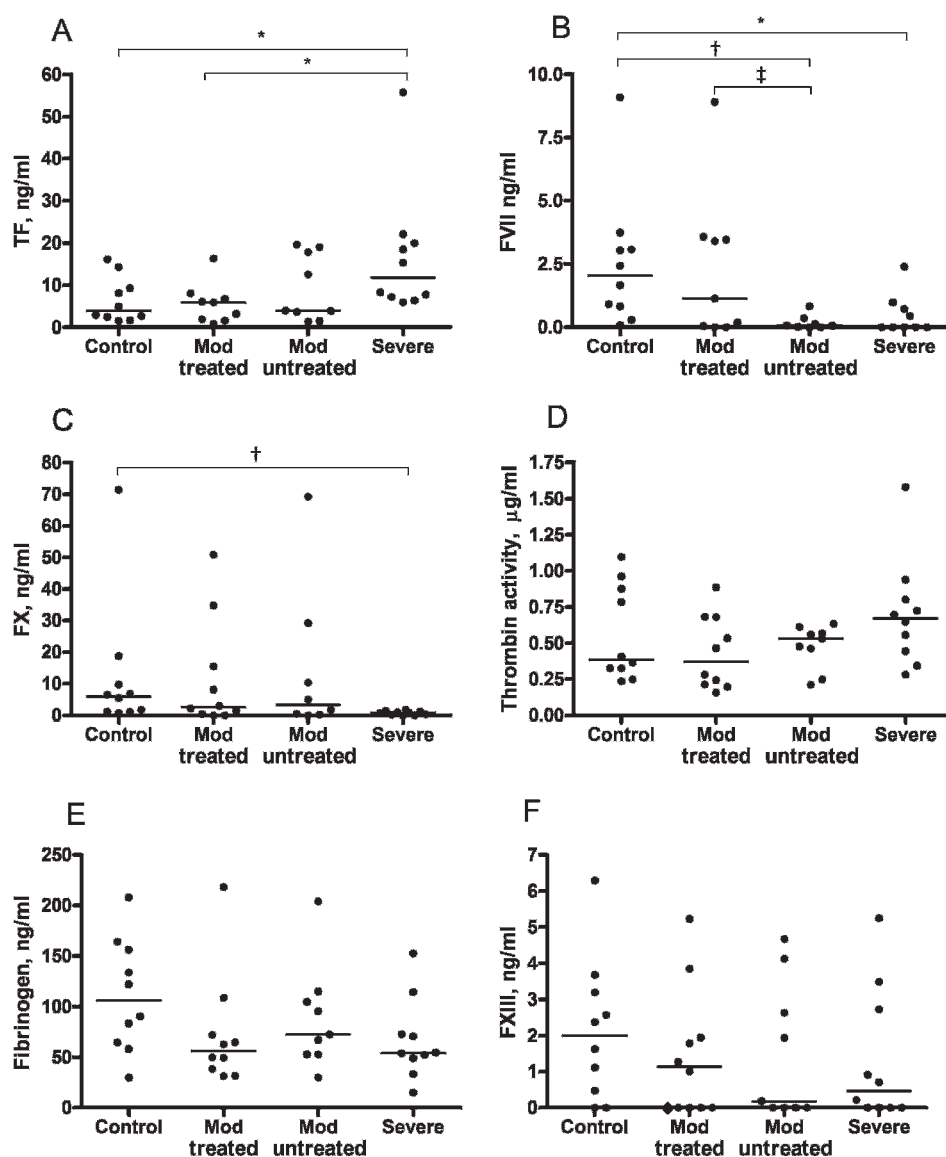 A
*
*
TF, ng/ml
60
50
40
30
20
10
0
Control
Mod treated
Mod untreated
Severe
B
*
†
‡
FVII ng/ml
10.0
7.5
5.0
2.5
0.0
Control
Mod treated
Mod untreated
Severe
C
†
FX, ng/ml
80
70
60
50
40
30
20
10
0
Control
Mod treated
Mod untreated
Severe
D
Thrombin activity, µg/ml
1.75
1.50
1.25
1.00
0.75
0.50
0.25
0.00
Control
Mod treated
Mod untreated
Severe
E
Fibrinogen, ng/ml
250
200
150
100
50
0
Control
Mod treated
Mod untreated
Severe
F
FXIII, ng/ml
7
6
5
4
3
2
1
0
Control
Mod treated
Mod untreated
Severe